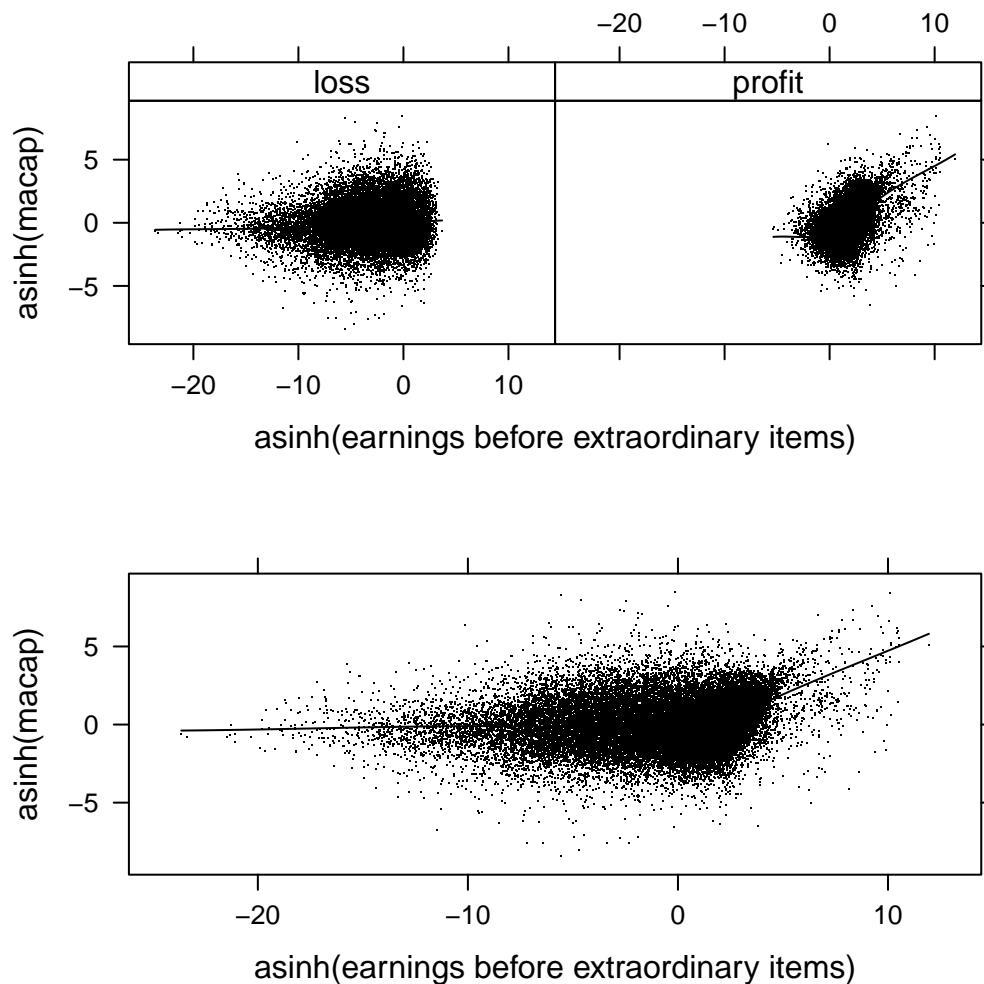 −20 −10 0 10
loss profit
asinh(macap)
5
0
−5
−20 −10 0 10
asinh(earnings before extraordinary items)
asinh(macap)
5
0
−5
−20 −10 0 10
asinh(earnings before extraordinary items)